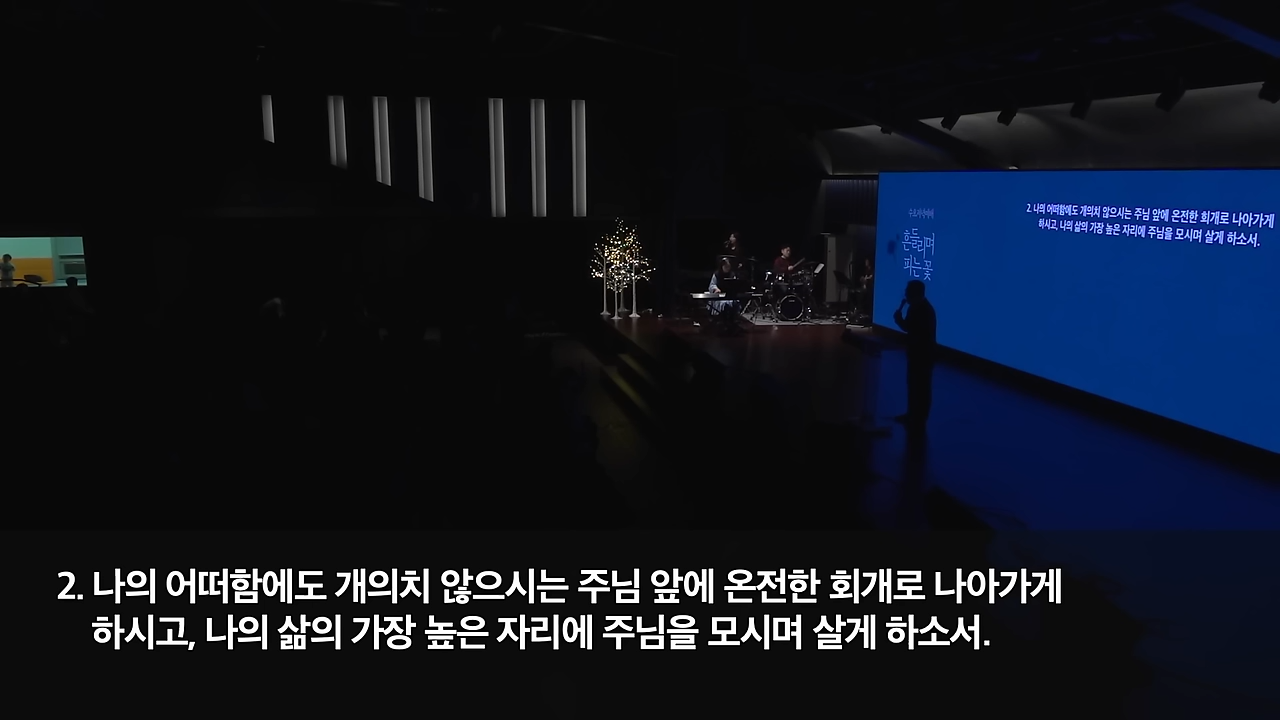 수요저녁예배
흔들리며
피는 꽃
2. 나의 어떠함에도 개의치 않으시는 주님 앞에 온전한 회개로 나아가게
하시고, 나의 삶의 가장 높은 자리에 주님을 모시며 살게 하소서.
2. 나의 어떠함에도 개의치 않으시는 주님 앞에 온전한 회개로 나아가게
하시고, 나의 삶의 가장 높은 자리에 주님을 모시며 살게 하소서.